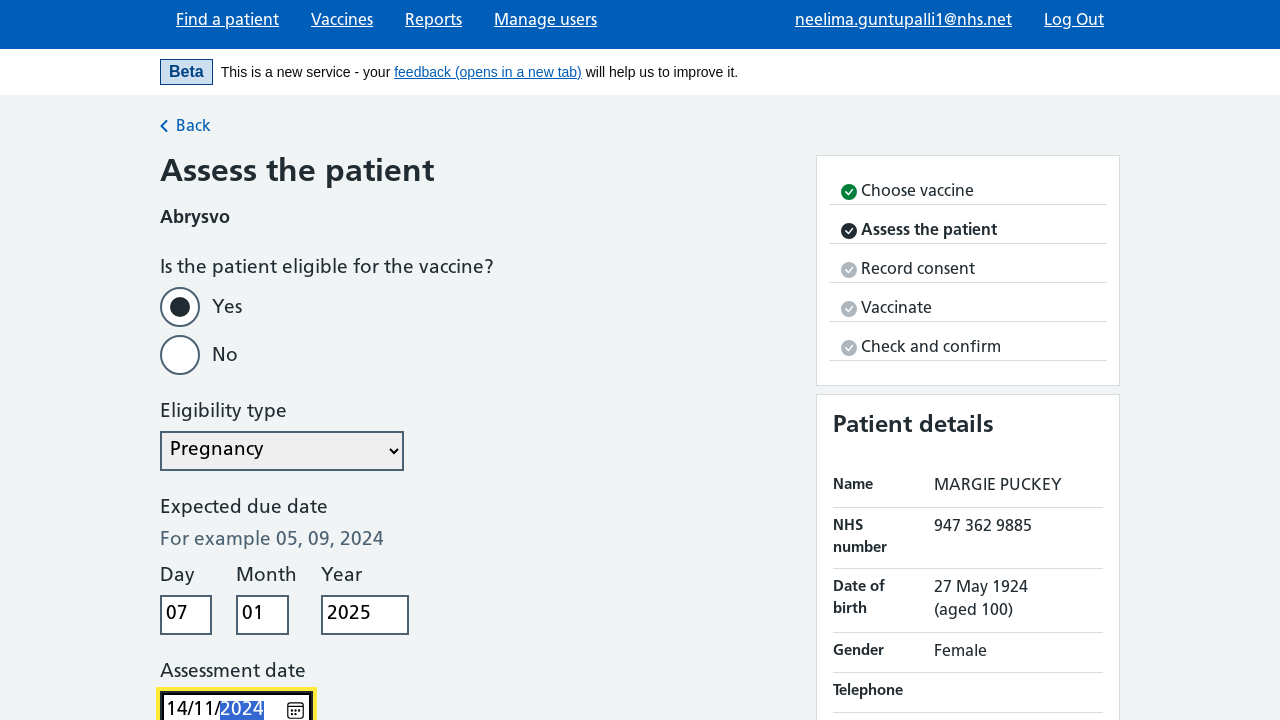 Find a patient Vaccines Reports Manage users neelima.guntupalli1@nhs.net Log Out
Beta This is a new service - your feedback (opens in a new tab) will help us to improve it.
Back
Assess the patient
Abrysvo
Is the patient eligible for the vaccine?
Yes
No
Eligibility type
Pregnancy
Expected due date
For example 05, 09, 2024
Day Month Year
07 01 2025
Assessment date
14/11/2024
Choose vaccine
Assess the patient
Record consent
Vaccinate
Check and confirm
Patient details
Name MARGIE PUCKEY
NHS number 947 362 9885
Date of birth 27 May 1924 (aged 100)
Gender Female
Telephone